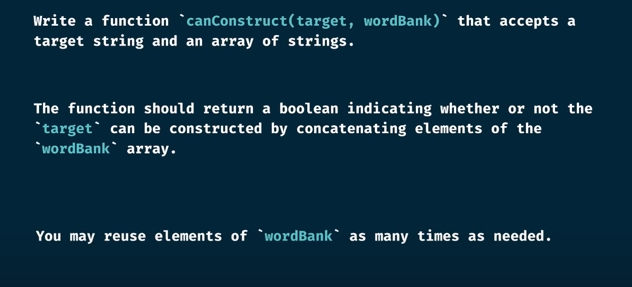 Write a function `canConstruct(target, wordBank)` that accepts a
target string and an array of strings.
The function should return a boolean indicating whether or not the
`target` can be constructed by concatenating elements of the
`wordBank` array.
You may reuse elements of `wordBank` as many times as needed.